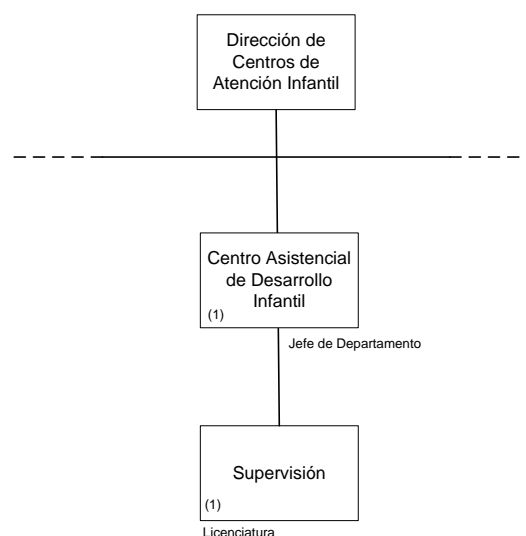 Dirección de
Centros de
Atención Infantil
Centro Asistencial
de Desarrollo
Infantil
(1)
Jefe de Departamento
Supervisión
(1)
Licenciatura